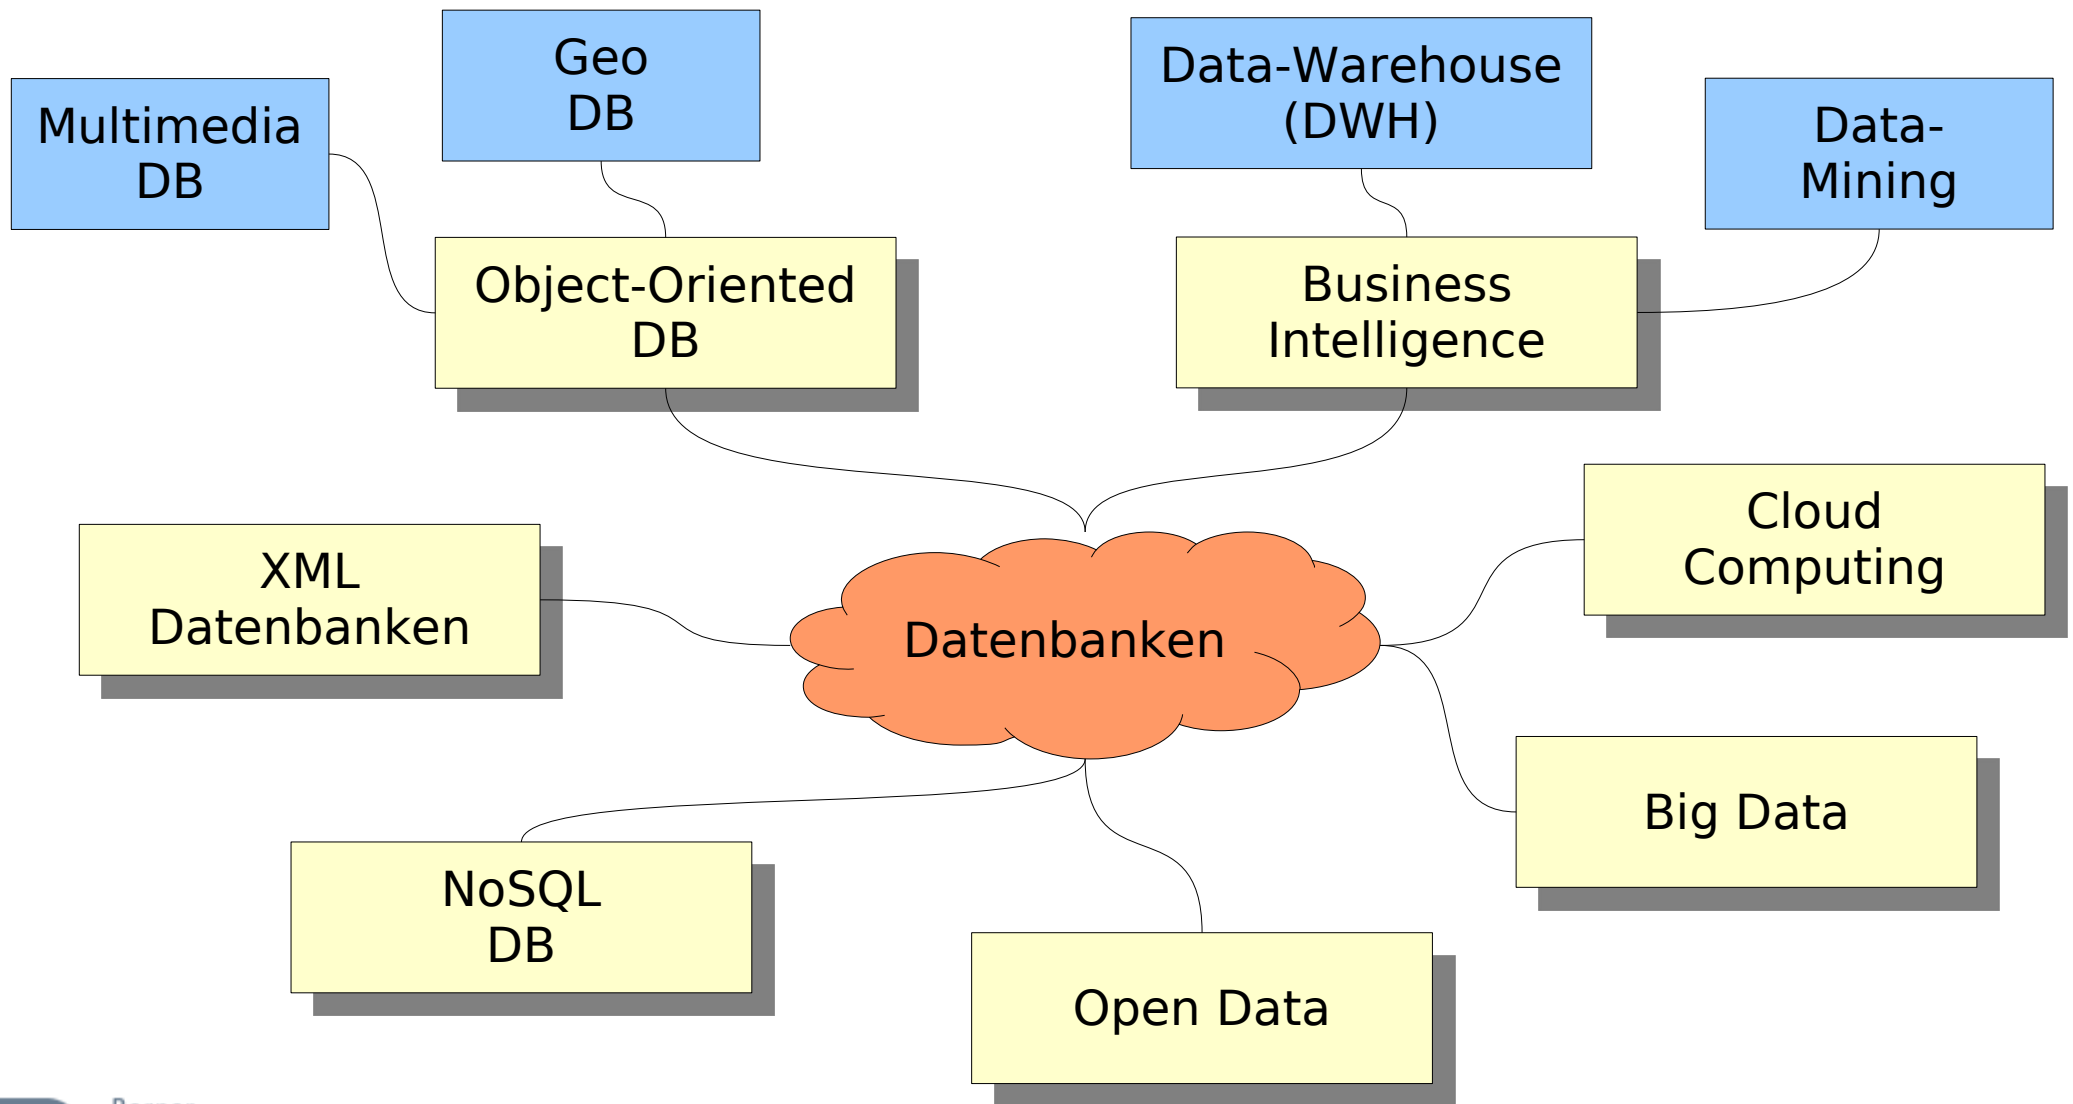 Geo
DB
Data-Warehouse
(DWH)
Multimedia
DB
Data-
Mining
Object-Oriented
DB
Business
Intelligence
Cloud
Computing
XML
Datenbanken
Datenbanken
Big Data
NoSQL
DB
Open Data